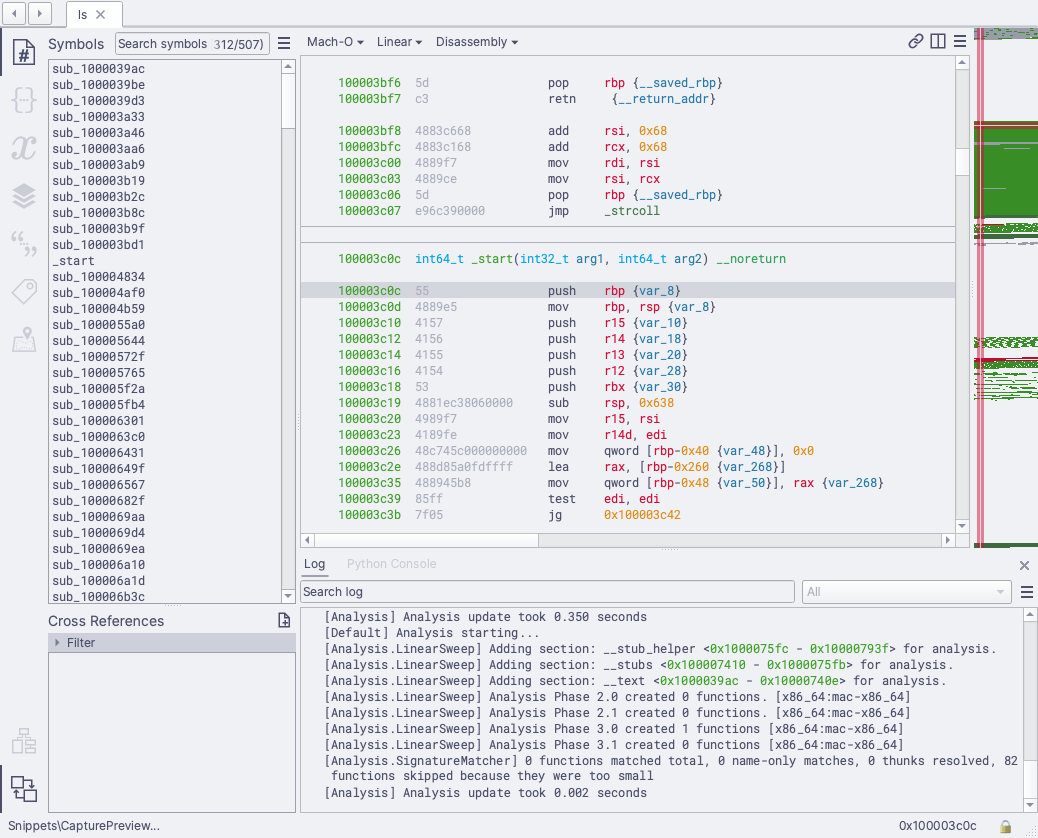 ls
Symbols
Search symbols 312/507)
sub_1000039ac
sub_1000039be
sub_1000039d3
sub_100003a33
sub_100003a46
sub_100003aa6
sub_100003ab9
sub_100003b19
sub_100003b2c
sub_100003b8c
sub_100003b9f
sub_100003bd1
_start
sub_100004834
sub_100004af0
sub_100004b59
sub_1000055a0
sub_100005644
sub_10000572f
sub_100005765
sub_100005f2a
sub_100005fb4
sub_100006301
sub_1000063c0
sub_100006431
sub_10000649f
sub_100006567
sub_10000682f
sub_1000069aa
sub_1000069d4
sub_1000069ea
sub_100006a10
sub_100006a1d
sub_100006b3c
Cross References
Filter
Mach-O Linear Disassembly
100003bf6 5d pop rbp {__saved_rbp}
100003bf7 c3 retn {__return_addr}
100003bf8 4883c668 add rsi, 0x68
100003bfc 4883c168 add rcx, 0x68
100003c00 4889f7 mov rdi, rsi
100003c03 4889ce mov rsi, rcx
100003c06 5d pop rbp {__saved_rbp}
100003c07 e96c390000 jmp _strcoll
100003c0c int64_t _start(int32_t arg1, int64_t arg2) __noreturn
100003c0c 55 push rbp {var_8}
100003c0d 4889e5 mov rbp, rsp {var_8}
100003c10 4157 push r15 {var_10}
100003c12 4156 push r14 {var_18}
100003c14 4155 push r13 {var_20}
100003c16 4154 push r12 {var_28}
100003c18 53 push rbx {var_30}
100003c19 4881ec38060000 sub rsp, 0x638
100003c20 4989f7 mov r15, rsi
100003c23 4189fe mov r14d, edi
100003c26 48c745c000000000 mov qword [rbp-0x40 {var_48}], 0x0
100003c2e 488d85a0fdffff lea rax, [rbp-0x260 {var_268}]
100003c35 488945b8 mov qword [rbp-0x48 {var_50}], rax {var_268}
100003c39 85ff test edi, edi
100003c3b 7f05 jg 0x100003c42
Log Python Console
Search log All
[Analysis] Analysis update took 0.350 seconds
[Default] Analysis starting...
[Analysis.LinearSweep] Adding section: __stub_helper <0x1000075fc - 0x10000793f> for analysis.
[Analysis.LinearSweep] Adding section: __stubs <0x100007410 - 0x1000075fb> for analysis.
[Analysis.LinearSweep] Adding section: __text <0x1000039ac - 0x10000740e> for analysis.
[Analysis.LinearSweep] Analysis Phase 2.0 created 0 functions. [x86_64:mac-x86_64]
[Analysis.LinearSweep] Analysis Phase 2.1 created 0 functions. [x86_64:mac-x86_64]
[Analysis.LinearSweep] Analysis Phase 3.0 created 1 functions [x86_64:mac-x86_64]
[Analysis.LinearSweep] Analysis Phase 3.1 created 0 functions [x86_64:mac-x86_64]
[Analysis.SignatureMatcher] 0 functions matched total, 0 name-only matches, 0 thunks resolved, 82
functions skipped because they were too small
[Analysis] Analysis update took 0.002 seconds
Snippets\CapturePreview... 0x100003c0c